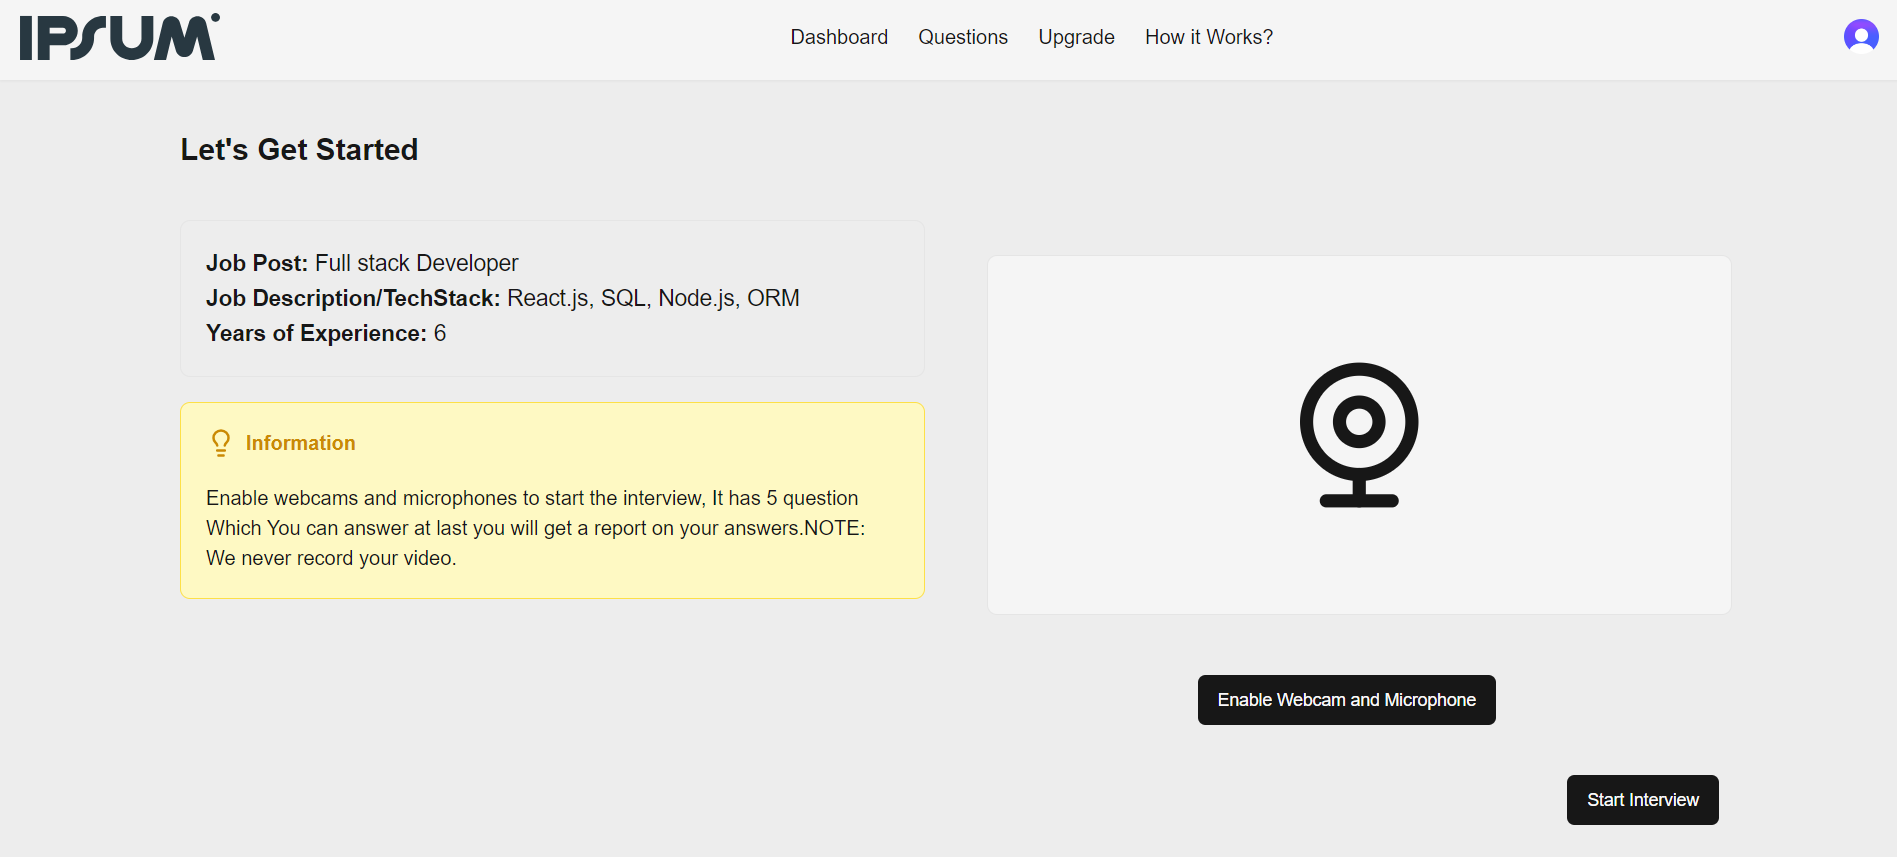 IPSUM
Dashboard Questions Upgrade How it Works?
Let's Get Started
Job Post: Full stack Developer
Job Description/TechStack: React.js, SQL, Node.js, ORM
Years of Experience: 6
Information
Enable webcams and microphones to start the interview, It has 5 question
Which You can answer at last you will get a report on your answers.NOTE:
We never record your video.
Enable Webcam and Microphone
Start Interview